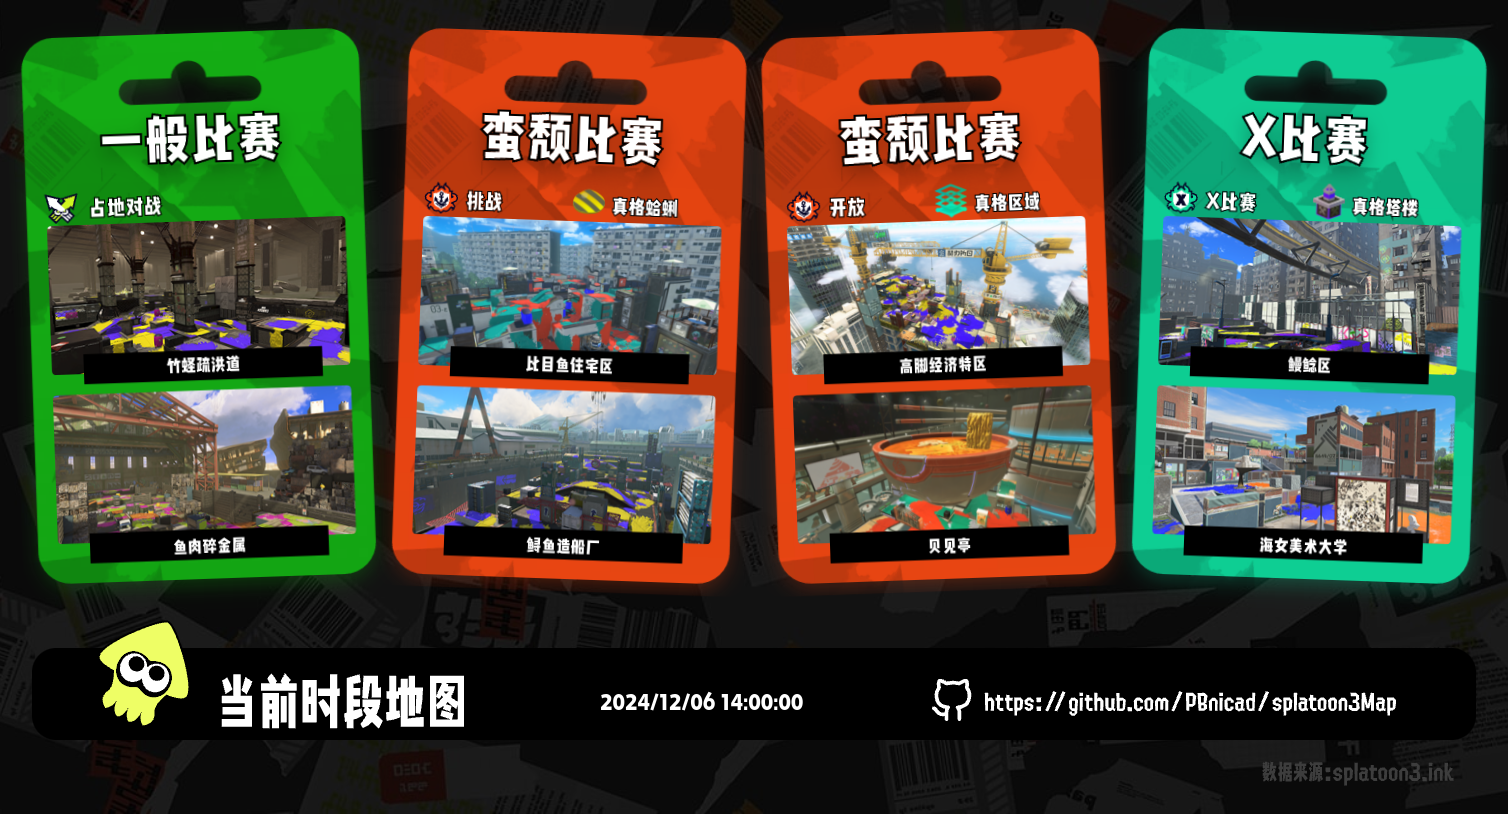 一般比赛
占地对战
竹蛏疏洪道
鱼肉碎金属
蛮颓比赛
挑战
真格蛤蜊
比目鱼住宅区
鲟鱼造船厂
蛮颓比赛
开放
真格区域
高脚经济特区
贝见亭
X比赛
X比赛
真格塔楼
鳗鲶区
海女美术大学
当前时段地图
2024/12/06 14:00:00
https://github.com/PBnicad/splatoon3Map
数据来源:splatoon3.ink